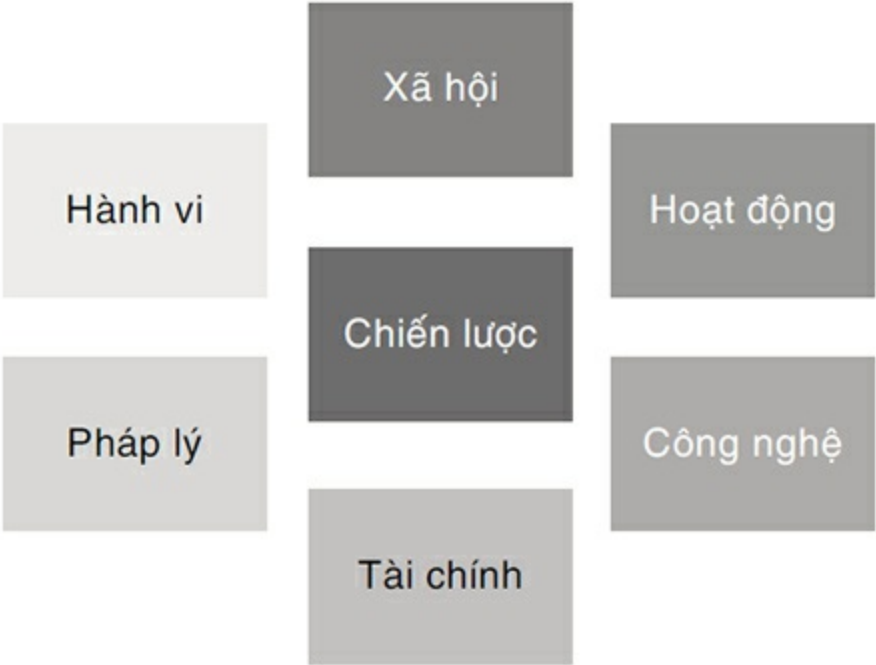 Xã hội
Hành vi
Hoạt động
Chiến lược
Pháp lý
Công nghệ
Tài chính